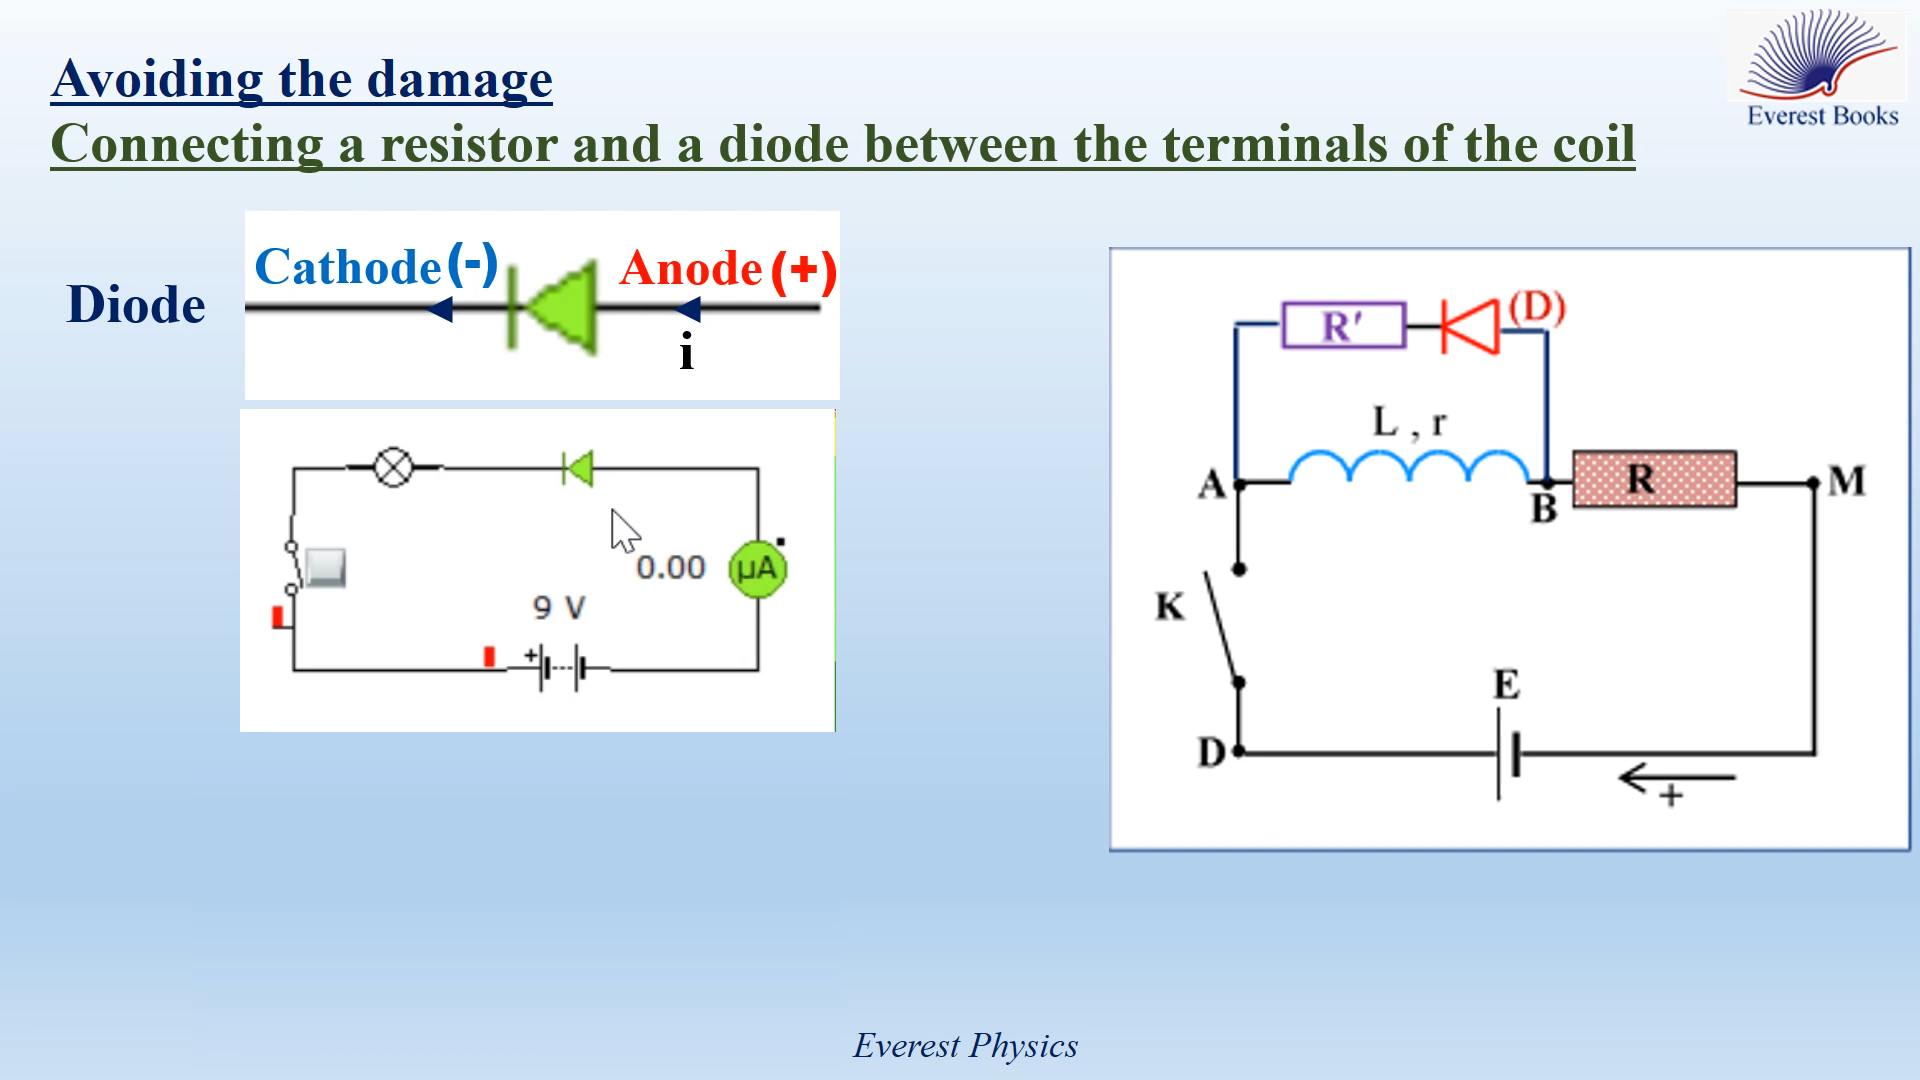 Avoiding the damage
Connecting a resistor and a diode between the terminals of the coil
Everest Books
Diode
Cathode (-)
Anode (+)
i
0.00
µA
9 V
+
R'
(D)
L , r
A
B
R
M
K
E
D
+
Everest Physics